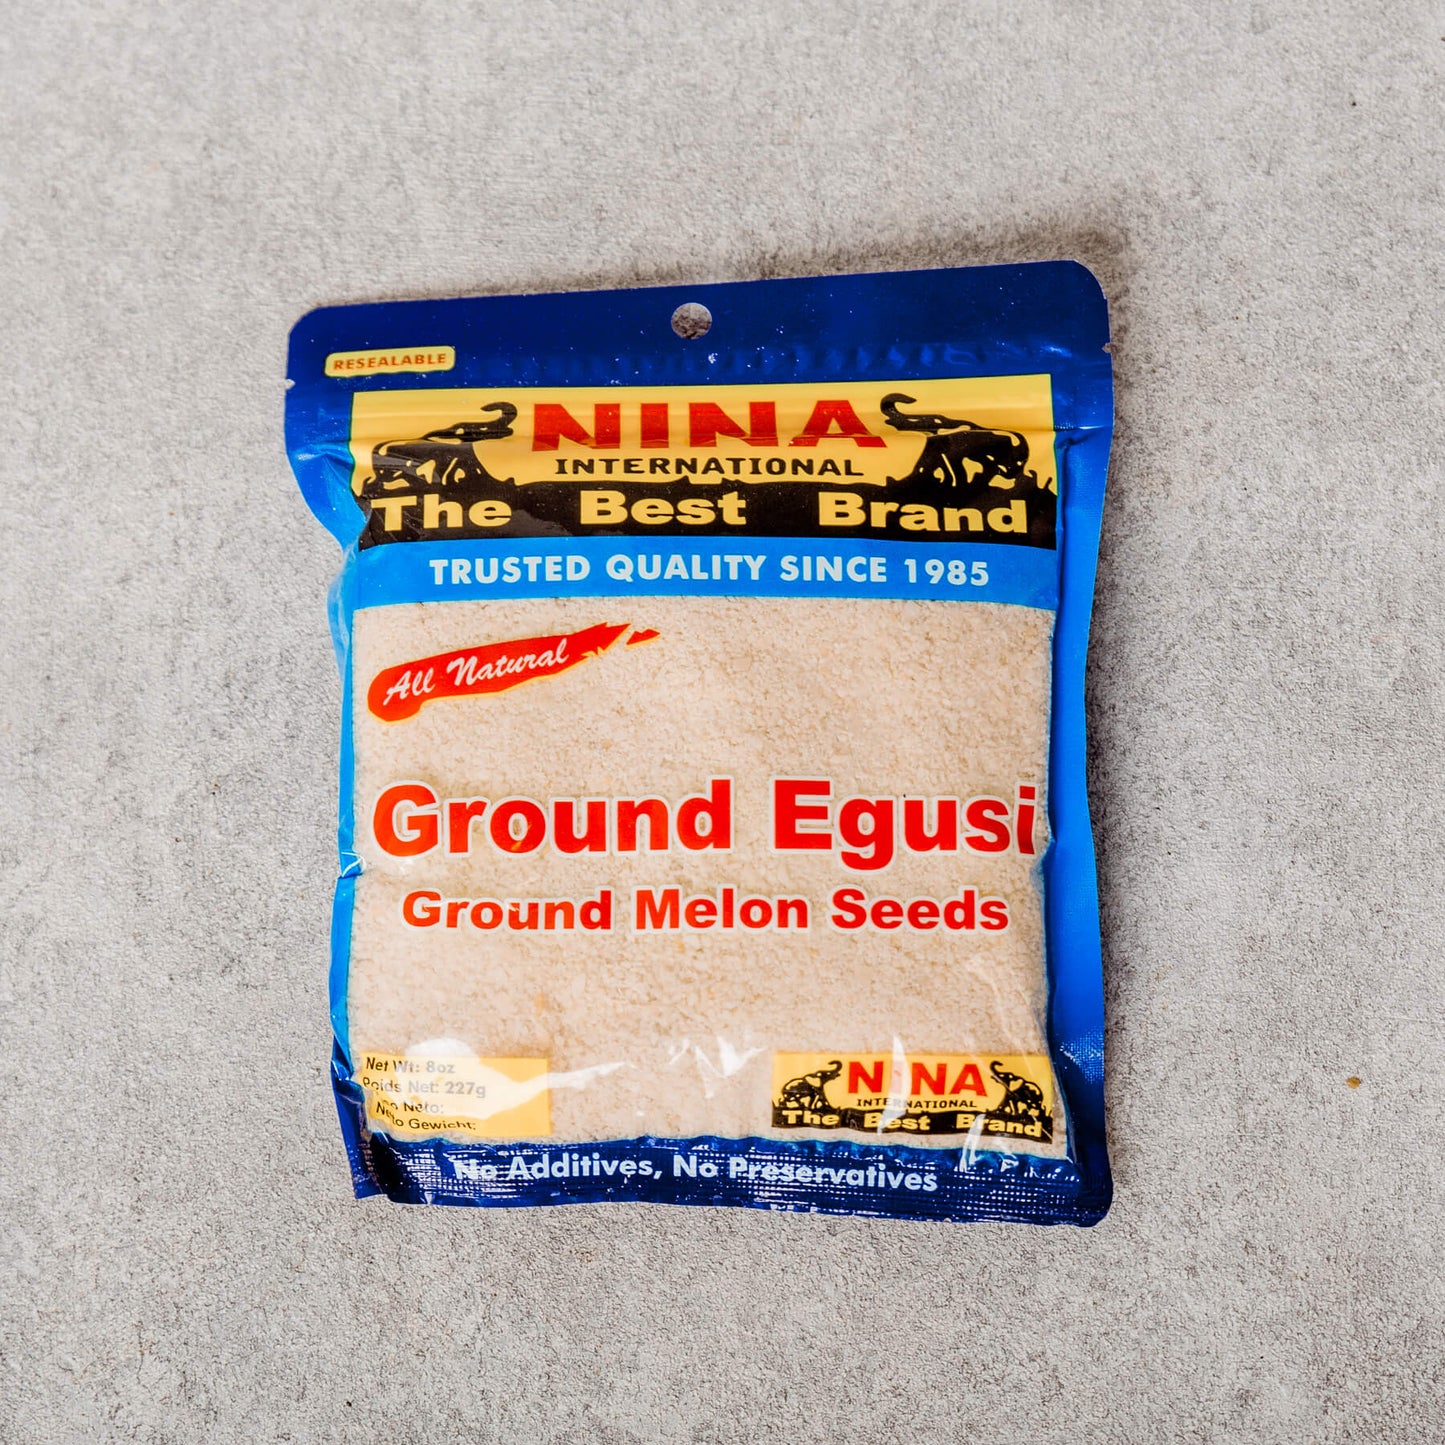 RESEALABLE
NINA
INTERNATIONAL
The Best Brand
TRUSTED QUALITY SINCE 1985
All Natural
Ground Egusi
Ground Melon Seeds
Net Wt: 8oz
Poids Net: 227g
Neto:
Gewicht:
NINA
INTERNATIONAL
The Best Brand
No Additives, No Preservatives